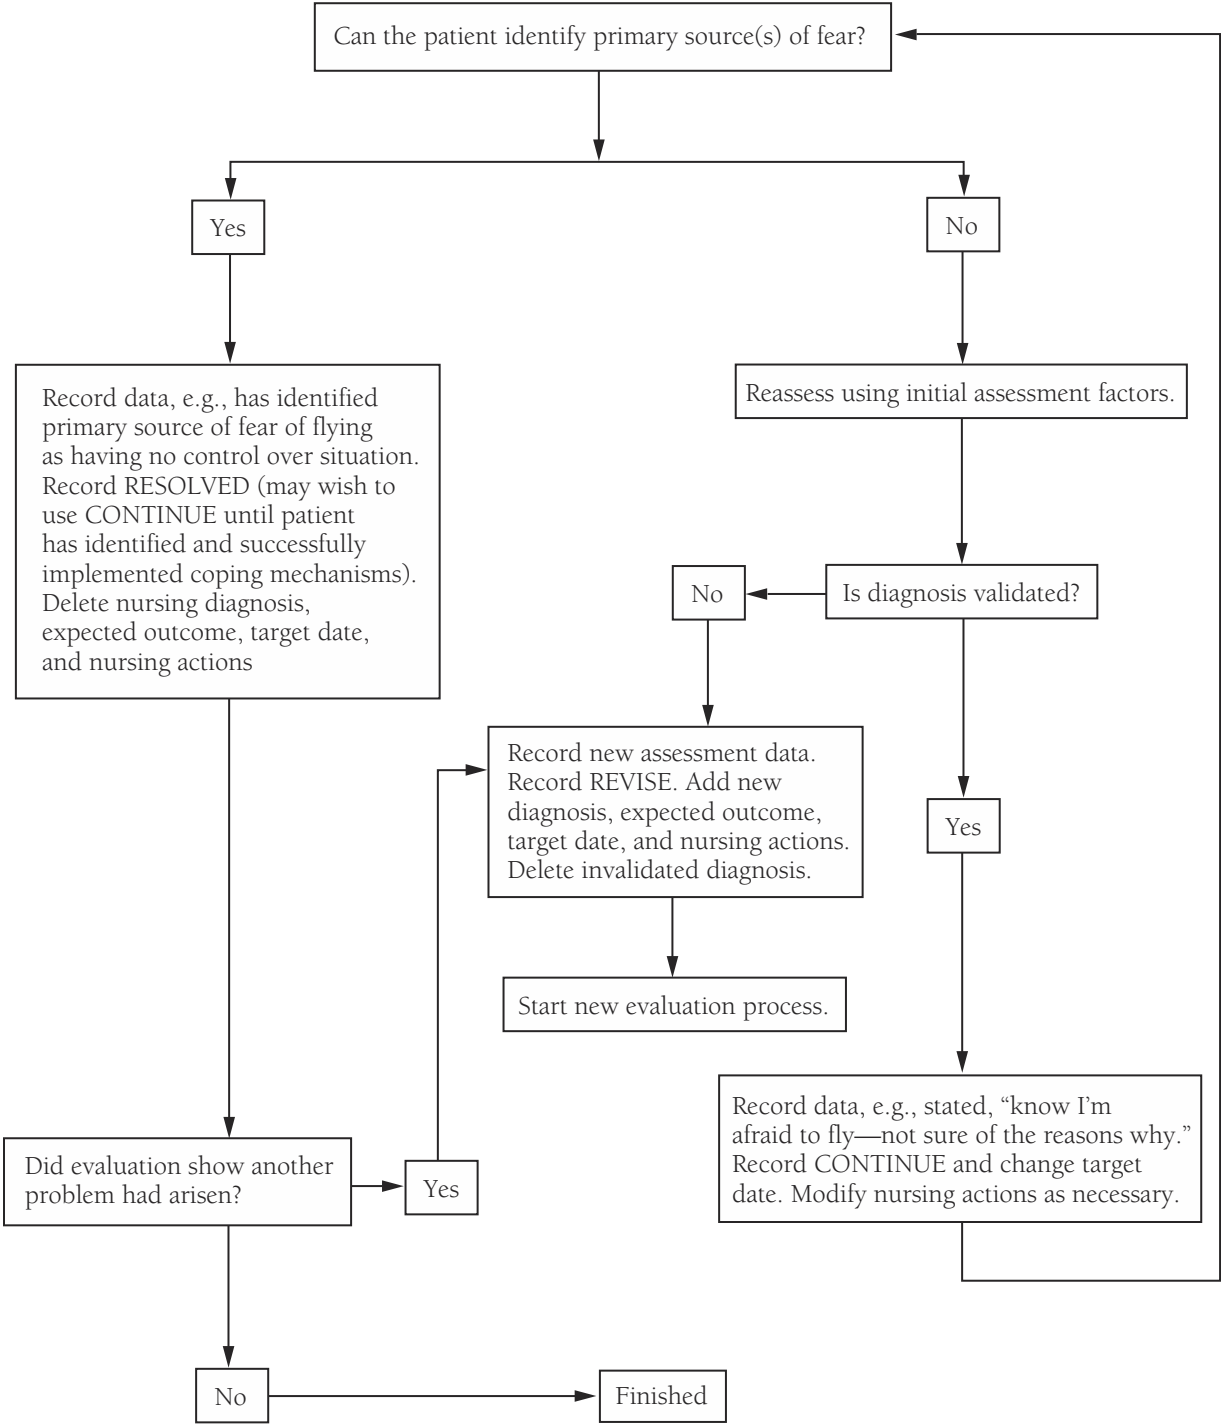 Can the patient identify primary source(s) of fear?
Yes
No
Record data, e.g., has identified
primary source of fear of flying
as having no control over situation.
Record RESOLVED (may wish to
use CONTINUE until patient
has identified and successfully
implemented coping mechanisms).
Delete nursing diagnosis,
expected outcome, target date,
and nursing actions
Reassess using initial assessment factors.
Is diagnosis validated?
No
Record new assessment data.
Record REVISE. Add new
diagnosis, expected outcome,
target date, and nursing actions.
Delete invalidated diagnosis.
Yes
Start new evaluation process.
Record data, e.g., stated, “know I’m
afraid to fly—not sure of the reasons why.”
Record CONTINUE and change target
date. Modify nursing actions as necessary.
Did evaluation show another
problem had arisen?
Yes
No
Finished